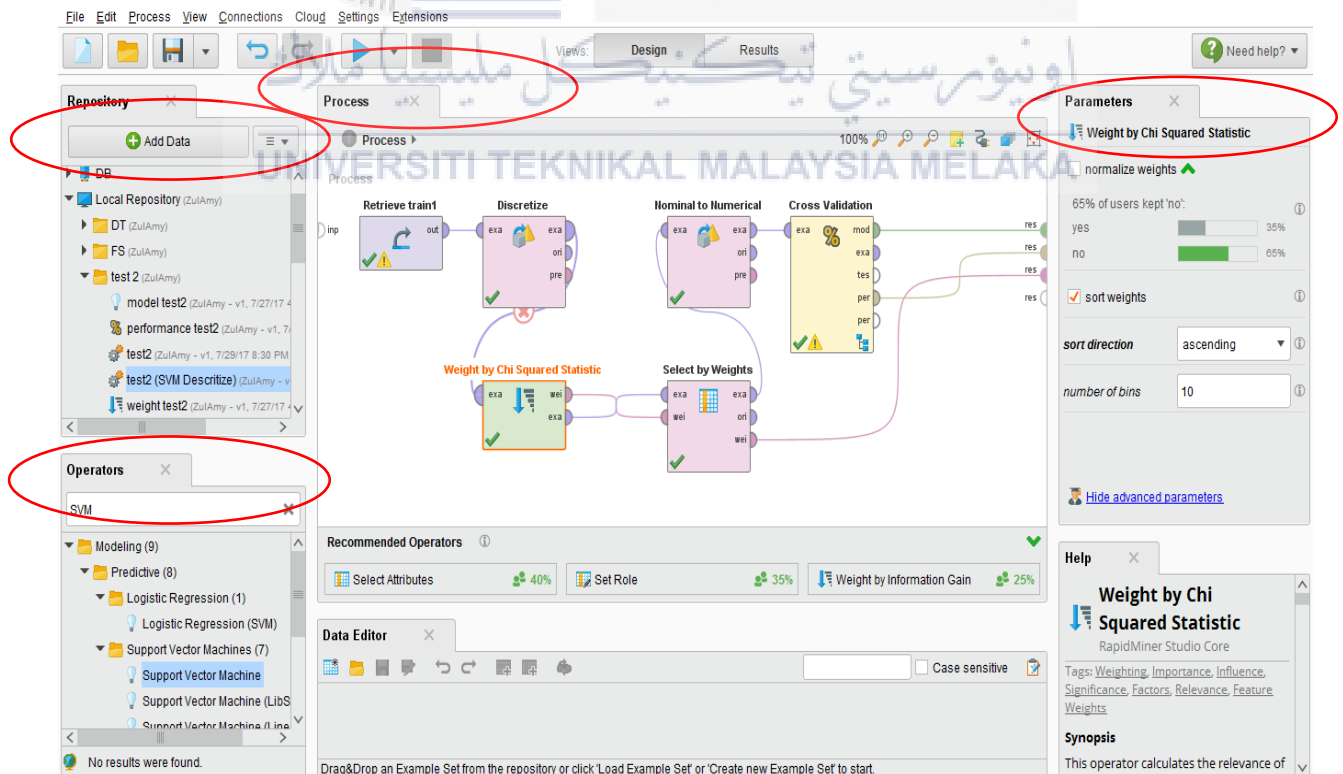 File Edit Process View Connections Cloud Settings Extensions
Views: Design Results Need help?
اونيۏرسيتي تيكنيكل مليسيا ملاك
UNIVERSITI TEKNIKAL MALAYSIA MELAKA
Repository
Add Data
DB
Local Repository (ZulAmy)
DT (ZulAmy)
FS (ZulAmy)
test 2 (ZulAmy)
model test2 (ZulAmy - v1, 7/27/17 4
performance test2 (ZulAmy - v1, 7/
test2 (ZulAmy - v1, 7/29/17 8:30 PM
test2 (SVM Descritize) (ZulAmy - v
weight test2 (ZulAmy - v1, 7/27/17 4
Operators
SVM
Modeling (9)
Predictive (8)
Logistic Regression (1)
Logistic Regression (SVM)
Support Vector Machines (7)
Support Vector Machine
Support Vector Machine (LibS
Support Vector Machine (Line
No results were found.
Process
Process
100%
Process
inp
Retrieve train1
out
Discretize
exa exa
ori
pre
Nominal to Numerical
exa exa
ori
pre
Cross Validation
exa mod
exa
tes
per
per
res
res
res
res
Weight by Chi Squared Statistic
exa wei
exa
Select by Weights
exa exa
wei ori
wei
Recommended Operators
Select Attributes 40%
Set Role 35%
Weight by Information Gain 25%
Data Editor
Case sensitive
Drag&Drop an Example Set from the repository or click 'Load Example Set' or 'Create new Example Set' to start.
Parameters
Weight by Chi Squared Statistic
normalize weights
65% of users kept 'no':
yes 35%
no 65%
sort weights
sort direction ascending
number of bins 10
Hide advanced parameters
Help
Weight by Chi
Squared Statistic
RapidMiner Studio Core
Tags: Weighting, Importance, Influence,
Significance, Factors, Relevance, Feature
Weights
Synopsis
This operator calculates the relevance of